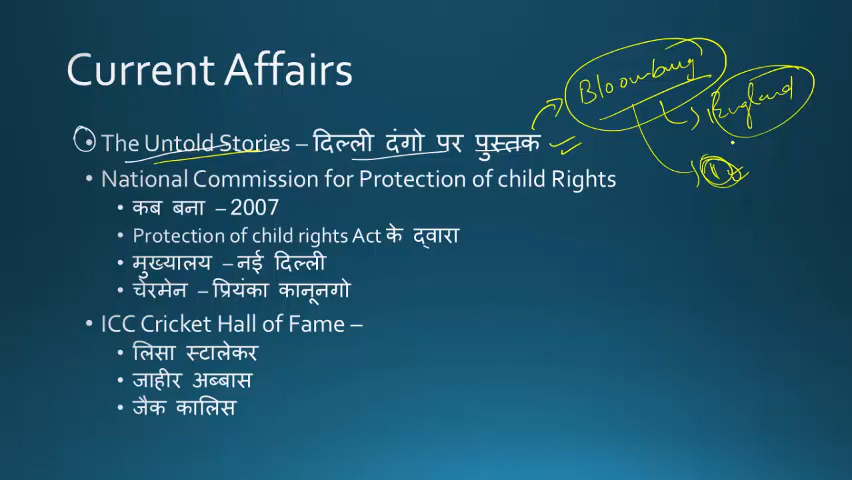 Current Affairs
• The Untold Stories – दिल्ली दंगो पर पुस्तक
• National Commission for Protection of child Rights
• कब बना – 2007
• Protection of child rights Act के द्वारा
• मुख्यालय – नई दिल्ली
• चेरमेन – प्रियंका कानूनगो
• ICC Cricket Hall of Fame –
• लिसा स्टालेकर
• जाहीर अब्बास
• जैक कालिस
Bloomburg
England